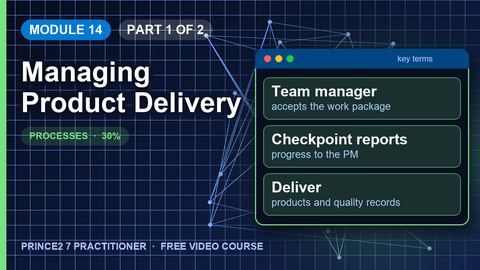 MODULE 14
PART 1 OF 2
Managing
Product Delivery
PROCESSES · 30%
key terms
Team manager
accepts the work package
Checkpoint reports
progress to the PM
Deliver
products and quality records
PRINCE2 7 PRACTITIONER · FREE VIDEO COURSE